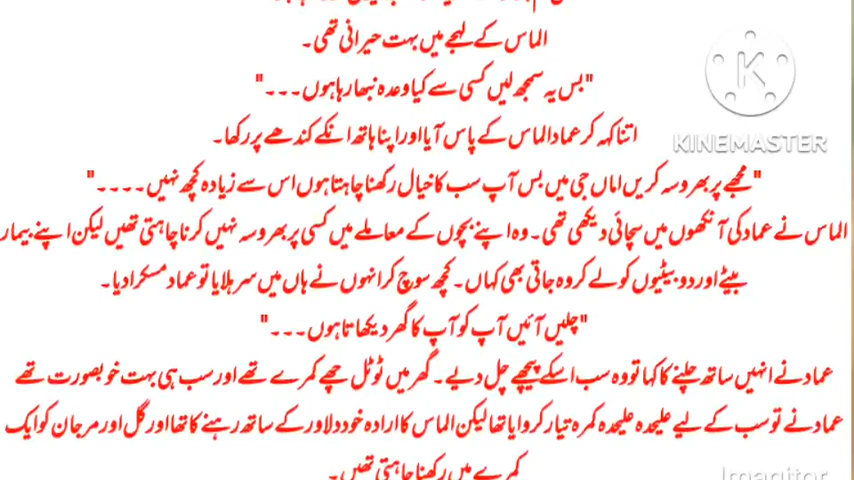 الماس کے لہجے میں بہت حیرانی تھی۔
"بس یہ سمجھ لیں کسی سے کیا وعدہ نبھا رہا ہوں۔۔۔"
اتنا کہہ کر عماد الماس کے پاس آیا اور اپنا ہاتھ انکے کندھے پر رکھا۔
"مجھے پر بھروسہ کریں اماں جی میں بس آپ سب کا خیال رکھنا چاہتا ہوں اس سے زیادہ کچھ نہیں۔۔۔۔"
الماس نے عماد کی آنکھوں میں سچائی دیکھی تھی۔ وہ اپنے بچوں کے معاملے میں کسی پر بھروسہ نہیں کرنا چاہتی تھیں لیکن اپنے بیمار
بیٹے اور دو بیٹیوں کو لے کر وہ جاتی بھی کہاں۔ کچھ سوچ کر انہوں نے ہاں میں سر ہلایا تو عماد مسکرا دیا۔
"چلیں آئیں آپ کو آپ کا گھر دیکھاتا ہوں۔۔۔"
عماد نے انہیں ساتھ چلنے کا کہا تو وہ سب اسکے پیچھے چل دیے۔ گھر میں ٹوٹل چھے کمرے تھے اور سب ہی بہت خوبصورت تھے
عماد نے تو سب کے لیے علیحدہ علیحدہ کمرہ تیار کروایا تھا لیکن الماس کا ارادہ خود دلاور کے ساتھ رہنے کا تھا اور گل اور مرجان کو ایک
کمرے میں رکھنا چاہتی تھیں۔
KINEMASTER